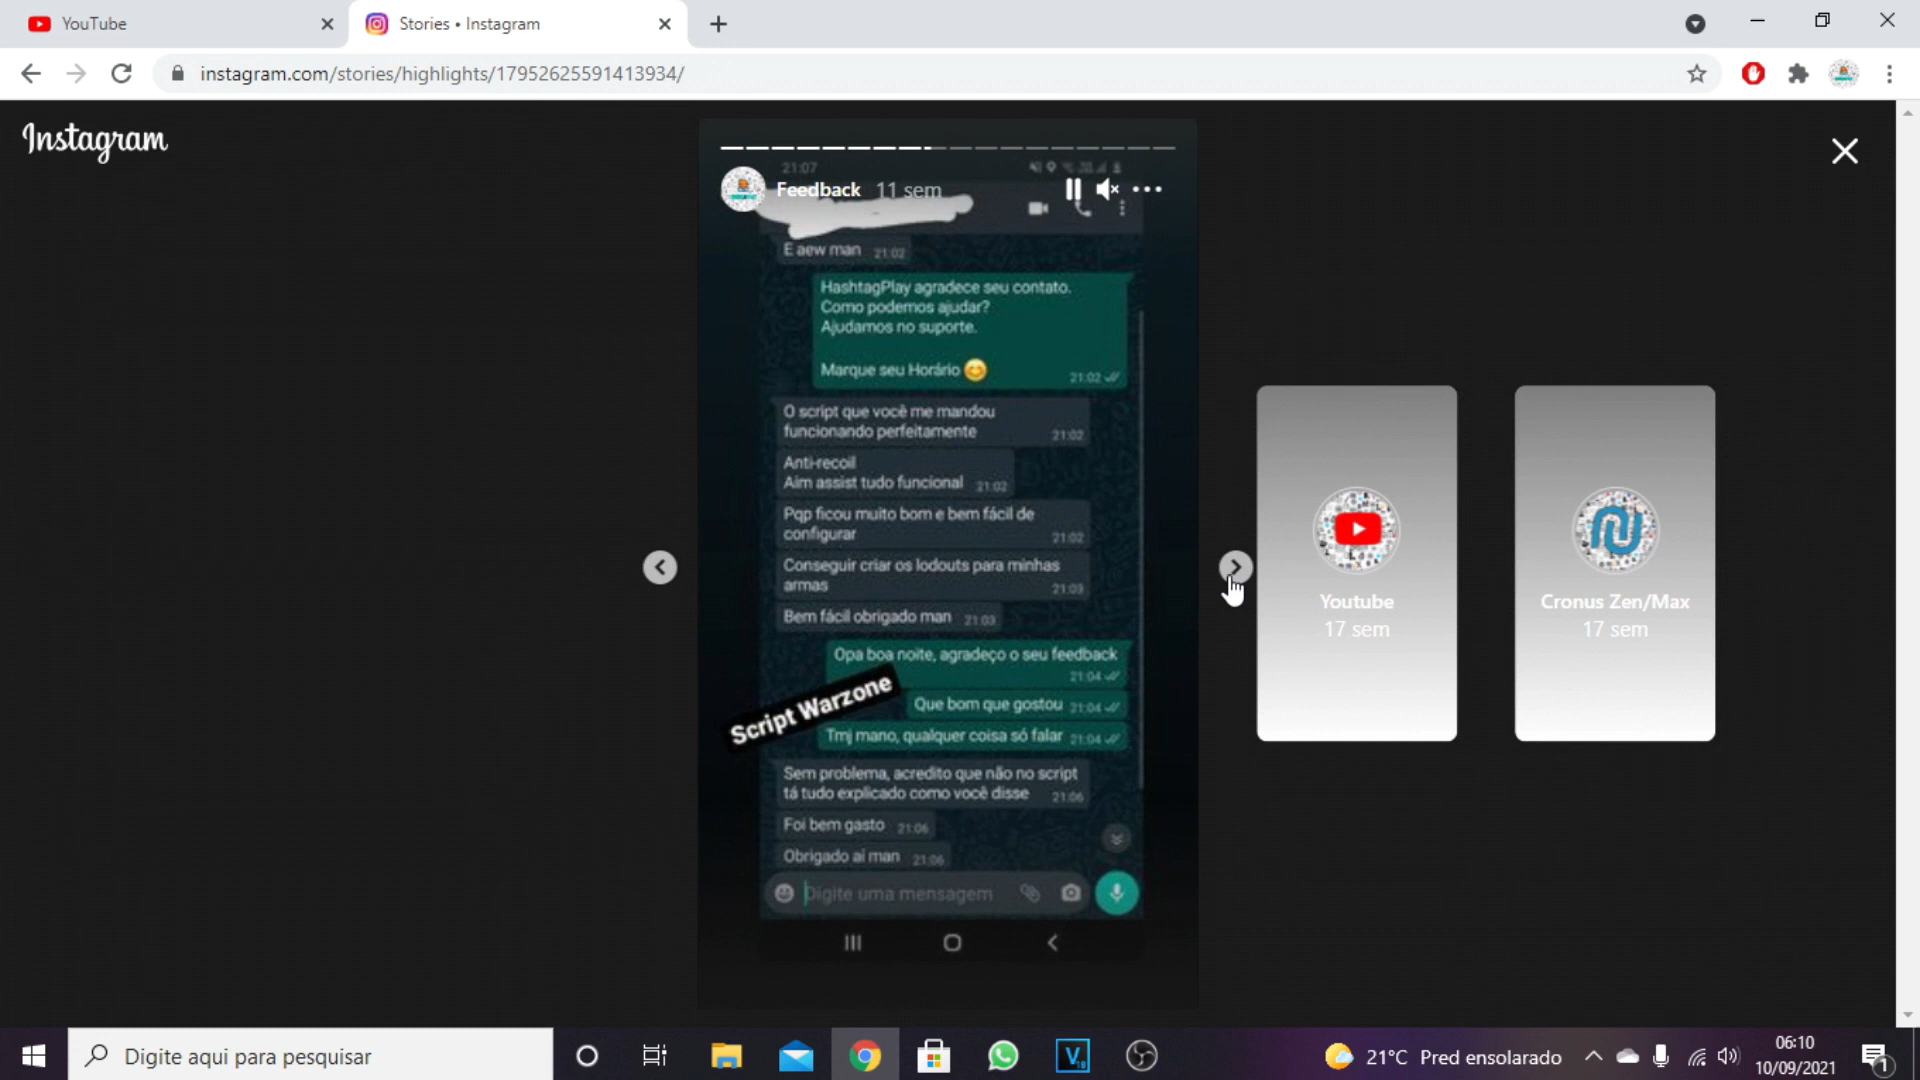 YouTube
Stories • Instagram
instagram.com/stories/highlights/17952625591413934/
Instagram
21:07
Feedback 11 sem
E aew man 21:02
HashtagPlay agradece seu contato.
Como podemos ajudar?
Ajudamos no suporte.
Marque seu Horário 😊
21:02
O script que você me mandou
funcionando perfeitamente 21:02
Anti-recoil
Aim assist tudo funcional 21:02
Pqp ficou muito bom e bem fácil de
configurar 21:02
Conseguir criar os lodouts para minhas
armas 21:03
Bem fácil obrigado man 21:03
Opa boa noite, agradeço o seu feedback
21:04
Script Warzone
Que bom que gostou 21:04
Tmj mano, qualquer coisa só falar 21:04
Sem problema, acredito que não no script
tá tudo explicado como você disse 21:06
Foi bem gasto 21:06
Obrigado ai man 21:06
Digite uma mensagem
Youtube
17 sem
Cronus Zen/Max
17 sem
Digite aqui para pesquisar
21°C Pred ensolarado
06:10
10/09/2021
1